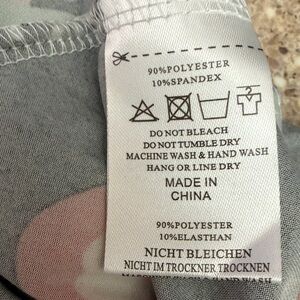 90%POLYESTER
10%SPANDEX
DO NOT BLEACH
DO NOT TUMBLE DRY
MACHINE WASH & HAND WASH
HANG OR LINE DRY
MADE IN
CHINA
90%POLYESTER
10%ELASTHAN
NICHT BLEICHEN
NICHT IM TROCKNER TROCKNEN